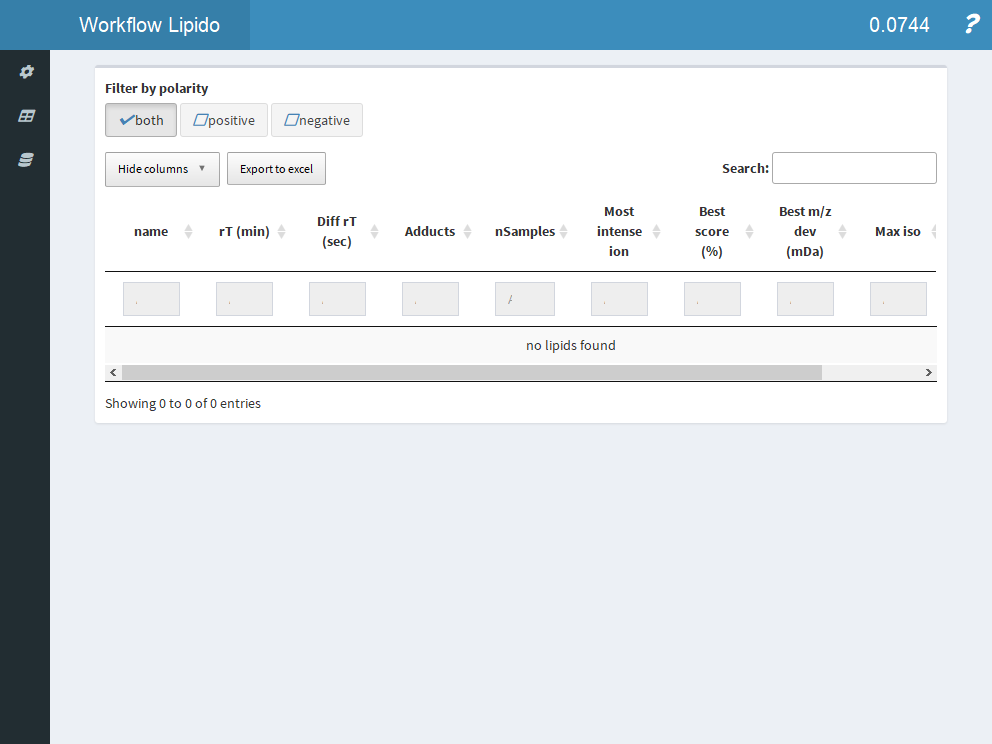 Workflow Lipido
0.0744
?
Filter by polarity
both
positive
negative
Hide columns
Export to excel
Search:
name
rT (min)
Diff rT
(sec)
Adducts
nSamples
Most
intense
ion
Best
score
(%)
Best m/z
dev
(mDa)
Max iso
no lipids found
Showing 0 to 0 of 0 entries